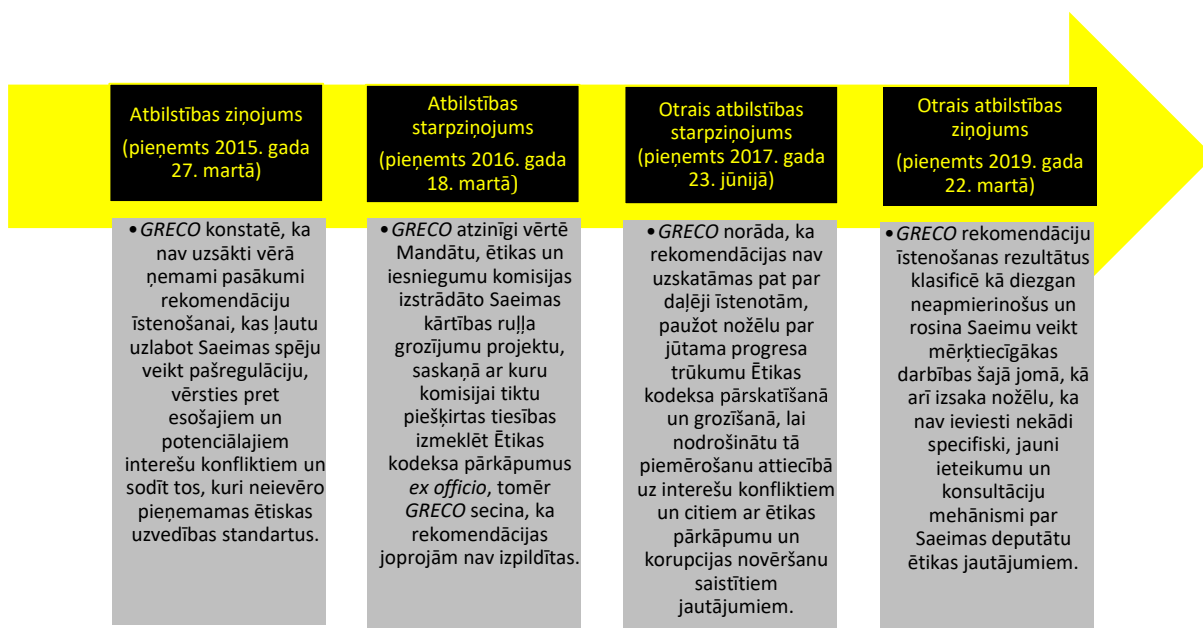 Atbilstības ziņojums
(pieņemts 2015. gada
27. martā)
• GRECO konstatē, ka
nav uzsākti vērā
ņemami pasākumi
rekomendāciju
īstenošanai, kas ļautu
uzlabot Saeimas spēju
veikt pašregulāciju,
vērsties pret
esošajiem un
potenciālajiem
interešu konfliktiem un
sodīt tos, kuri neievēro
pieņemamas ētiskas
uzvedības standartus.
Atbilstības
starpziņojums
(pieņemts 2016. gada
18. martā)
• GRECO atzinīgi vērtē
Mandātu, ētikas un
iesniegumu komisijas
izstrādāto Saeimas
kārtības ruļļa
grozījumu projektu,
saskaņā ar kuru
komisijai tiktu
piešķirtas tiesības
izmeklēt Ētikas
kodeksa pārkāpumus
ex officio, tomēr
GRECO secina, ka
rekomendācijas
joprojām nav izpildītas.
Otrais atbilstības
starpziņojums
(pieņemts 2017. gada
23. jūnijā)
• GRECO norāda, ka
rekomendācijas nav
uzskatāmas pat par
daļēji īstenotām,
paužot nožēlu par
jūtama progresa
trūkumu Ētikas
kodeksa pārskatīšanā
un grozīšanā, lai
nodrošinātu tā
piemērošanu attiecībā
uz interešu konfliktiem
un citiem ar ētikas
pārkāpumu un
korupcijas novēršanu
saistītiem
jautājumiem.
Otrais atbilstības
ziņojums
(pieņemts 2019. gada
22. martā)
• GRECO rekomendāciju
īstenošanas rezultātus
klasificē kā diezgan
neapmierinošus un
rosina Saeimu veikt
mērķtiecīgākas
darbības šajā jomā, kā
arī izsaka nožēlu, ka
nav ieviesti nekādi
specifiski, jauni
ieteikumu un
konsultāciju
mehānismi par
Saeimas deputātu
ētikas jautājumiem.